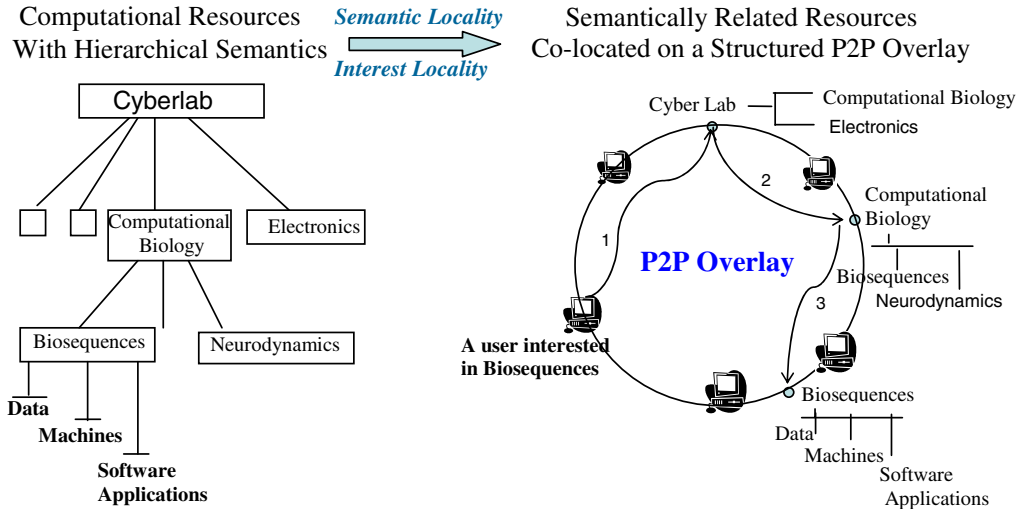 Computational Resources
With Hierarchical Semantics
Semantic Locality
Interest Locality
Semantically Related Resources
Co-located on a Structured P2P Overlay
Cyberlab
Computational
Biology
Electronics
Biosequences
Neurodynamics
Data
Machines
Software
Applications
Cyber Lab
Computational Biology
Electronics
1
2
3
P2P Overlay
Computational
Biology
Biosequences
Neurodynamics
A user interested
in Biosequences
Biosequences
Data
Machines
Software
Applications